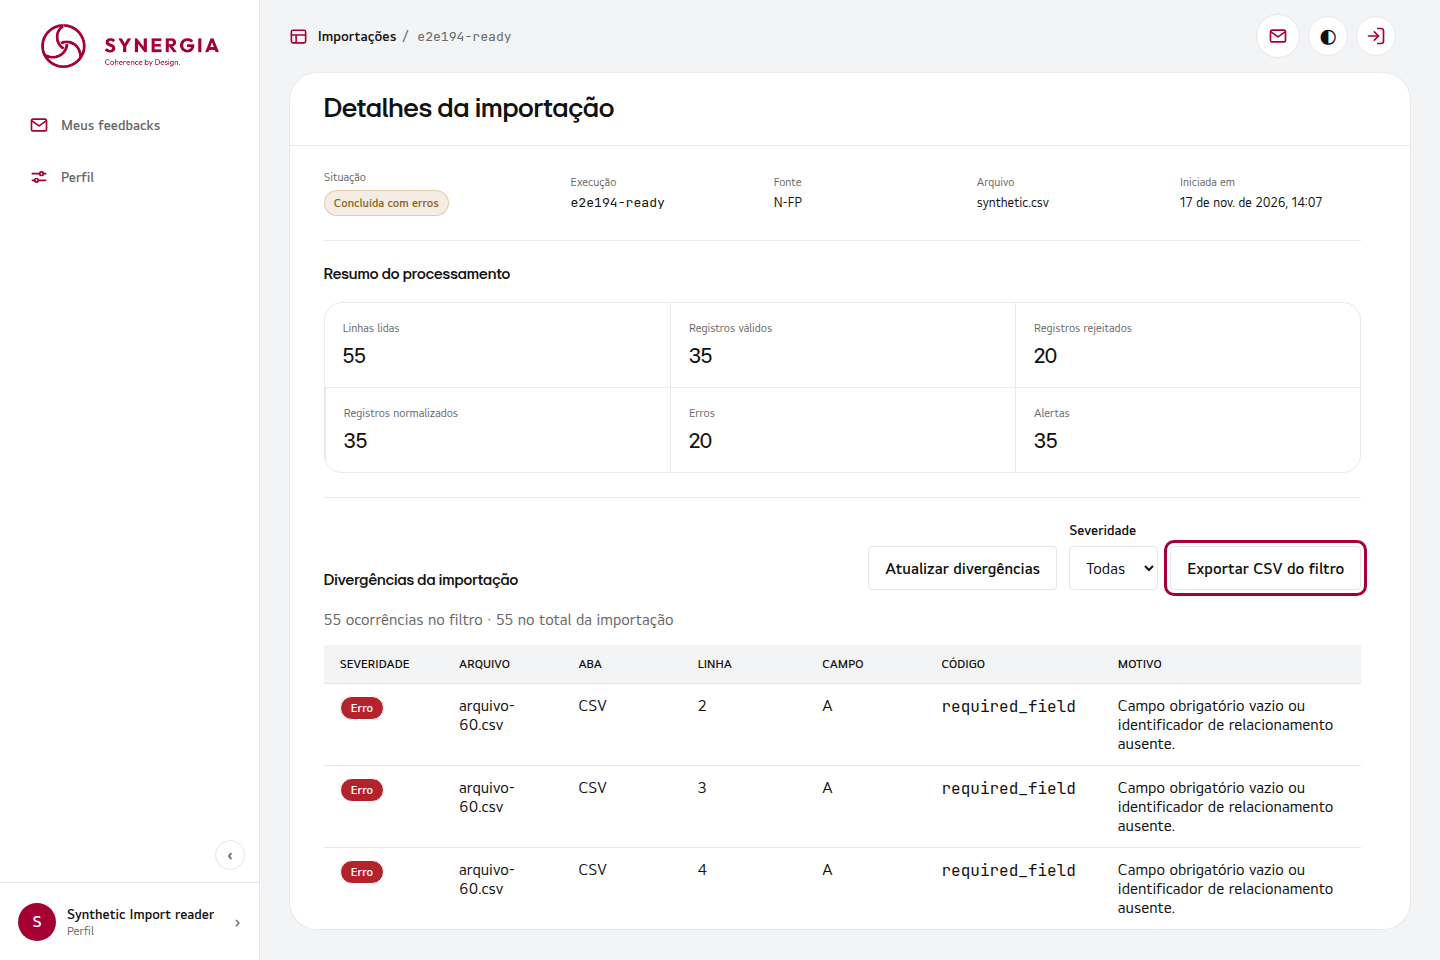 SYNERGIA
Coherence by Design.
Meus feedbacks
Perfil
Importações / e2e194-ready
Detalhes da importação
Situação
Concluída com erros
Execução
e2e194-ready
Fonte
N-FP
Arquivo
synthetic.csv
Iniciada em
17 de nov. de 2026, 14:07
Resumo do processamento
Linhas lidas
55
Registros válidos
35
Registros rejeitados
20
Registros normalizados
35
Erros
20
Alertas
35
Divergências da importação
Atualizar divergências
Severidade
Todas
Exportar CSV do filtro
55 ocorrências no filtro · 55 no total da importação
SEVERIDADE ARQUIVO ABA LINHA CAMPO CÓDIGO MOTIVO
Erro arquivo-60.csv CSV 2 A required_field Campo obrigatório vazio ou
identificador de relacionamento
ausente.
Erro arquivo-60.csv CSV 3 A required_field Campo obrigatório vazio ou
identificador de relacionamento
ausente.
Erro arquivo-60.csv CSV 4 A required_field Campo obrigatório vazio ou
identificador de relacionamento
ausente.
S
Synthetic Import reader
Perfil